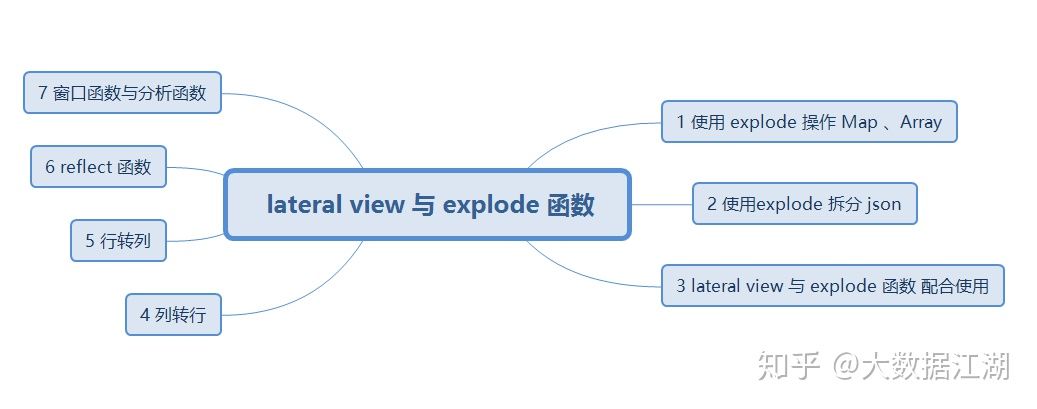 lateral view 与 explode 函数
1 使用 explode 操作 Map 、Array
2 使用explode 拆分 json
3 lateral view 与 explode 函数 配合使用
4 列转行
5 行转列
6 reflect 函数
7 窗口函数与分析函数
知乎 @大数据江湖